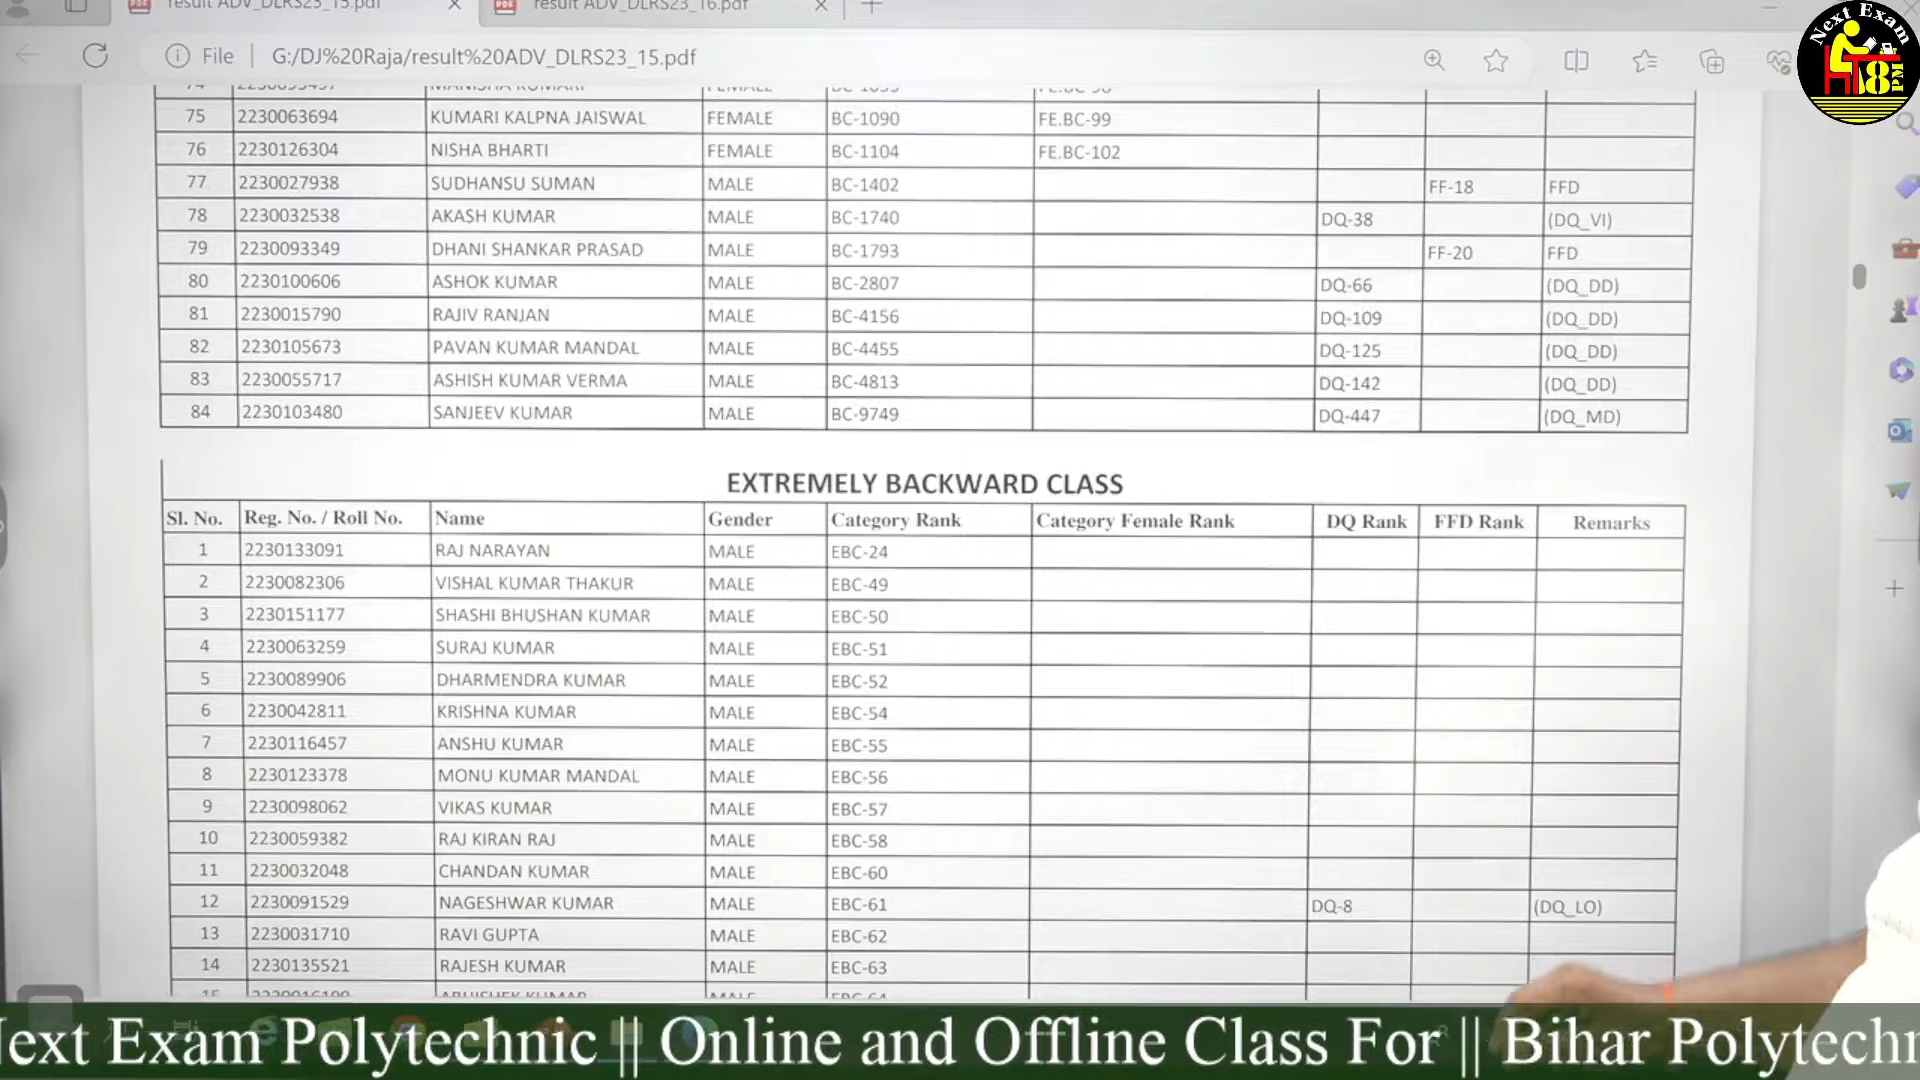 result ADV_DLRS23_15.pdf
result ADV_DLRS23_16.pdf
File G:/DJ%20Raja/result%20ADV_DLRS23_15.pdf
Next Exam
8 PM
75 2230063694 KUMARI KALPNA JAISWAL FEMALE BC-1090 FE.BC-99
76 2230126304 NISHA BHARTI FEMALE BC-1104 FE.BC-102
77 2230027938 SUDHANSU SUMAN MALE BC-1402 FF-18 FFD
78 2230032538 AKASH KUMAR MALE BC-1740 DQ-38 (DQ_VI)
79 2230093349 DHANI SHANKAR PRASAD MALE BC-1793 FF-20 FFD
80 2230100606 ASHOK KUMAR MALE BC-2807 DQ-66 (DQ_DD)
81 2230015790 RAJIV RANJAN MALE BC-4156 DQ-109 (DQ_DD)
82 2230105673 PAVAN KUMAR MANDAL MALE BC-4455 DQ-125 (DQ_DD)
83 2230055717 ASHISH KUMAR VERMA MALE BC-4813 DQ-142 (DQ_DD)
84 2230103480 SANJEEV KUMAR MALE BC-9749 DQ-447 (DQ_MD)
EXTREMELY BACKWARD CLASS
Sl. No. Reg. No. / Roll No. Name Gender Category Rank Category Female Rank DQ Rank FFD Rank Remarks
1 2230133091 RAJ NARAYAN MALE EBC-24
2 2230082306 VISHAL KUMAR THAKUR MALE EBC-49
3 2230151177 SHASHI BHUSHAN KUMAR MALE EBC-50
4 2230063259 SURAJ KUMAR MALE EBC-51
5 2230089906 DHARMENDRA KUMAR MALE EBC-52
6 2230042811 KRISHNA KUMAR MALE EBC-54
7 2230116457 ANSHU KUMAR MALE EBC-55
8 2230123378 MONU KUMAR MANDAL MALE EBC-56
9 2230098062 VIKAS KUMAR MALE EBC-57
10 2230059382 RAJ KIRAN RAJ MALE EBC-58
11 2230032048 CHANDAN KUMAR MALE EBC-60
12 2230091529 NAGESHWAR KUMAR MALE EBC-61 DQ-8 (DQ_LO)
13 2230031710 RAVI GUPTA MALE EBC-62
14 2230135521 RAJESH KUMAR MALE EBC-63
Next Exam Polytechnic || Online and Offline Class For || Bihar Polytechn